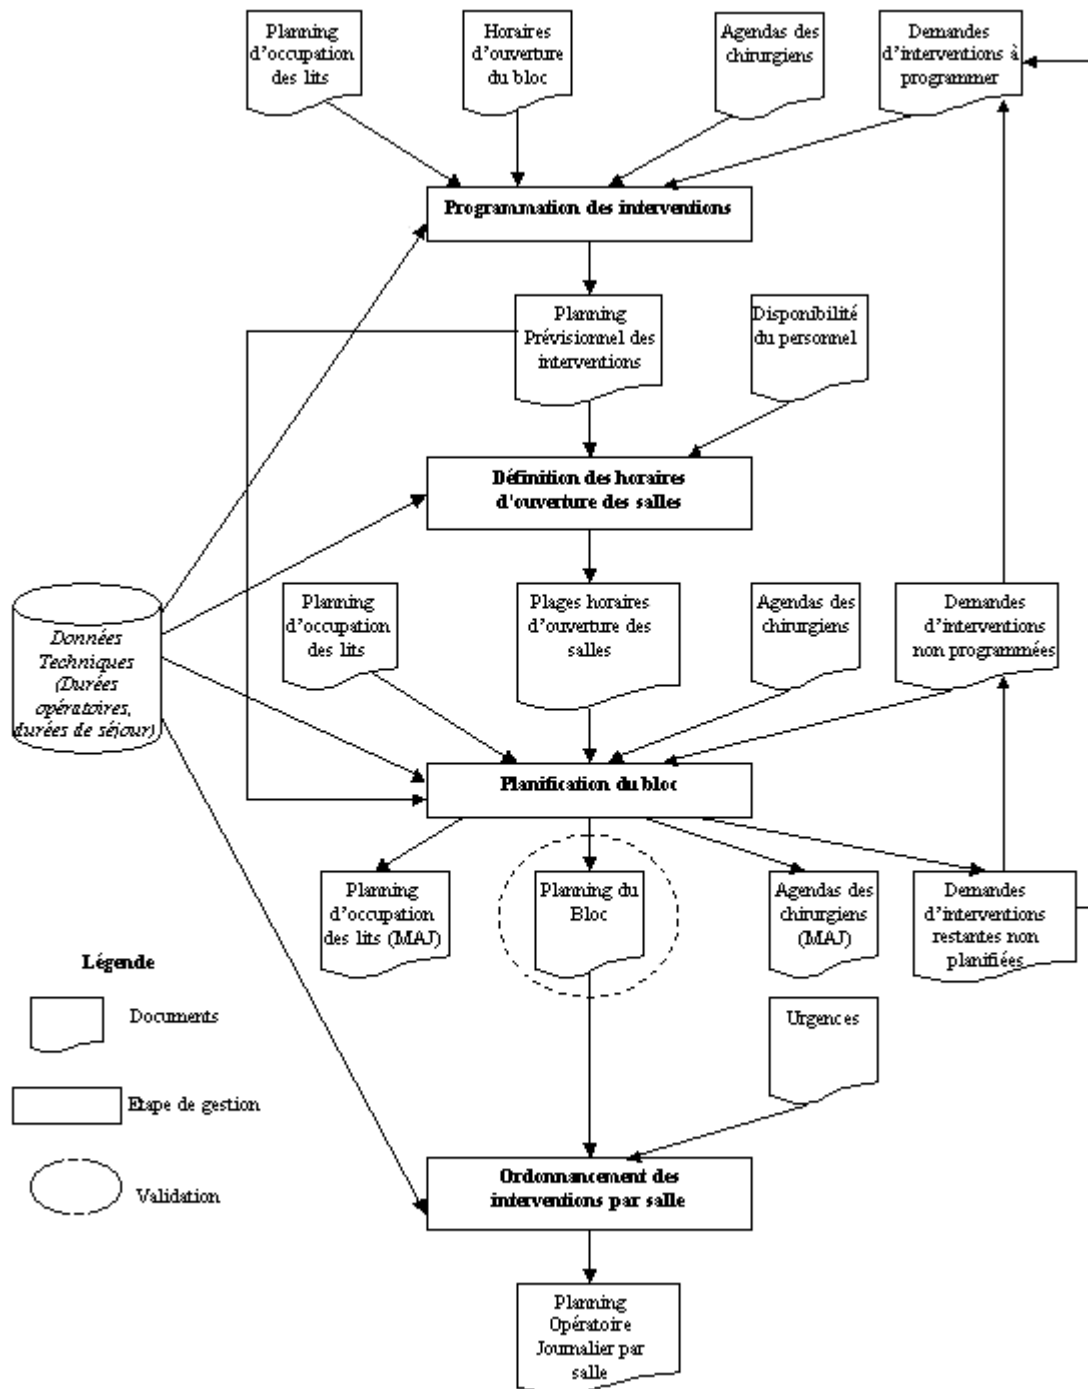 Planning
d'occupation
des lits
Horaires
d'ouverture
du bloc
Agendas des
chirurgiens
Demandes
d'interventions à
programmer
Programmation des interventions
Planning
Prévisionnel des
interventions
Disponibilité
du personnel
Définition des horaires
d'ouverture des salles
Données
Techniques
(Durées
opératoires,
durées de séjour)
Planning
d'occupation
des lits
Plages horaires
d'ouverture des
salles
Agendas des
chirurgiens
Demandes
d'interventions
non programmées
Planification du bloc
Planning
d'occupation
des lits (MAJ)
Planning du
Bloc
Agendas des
chirurgiens
(MAJ)
Demandes
d'interventions
restantes non
planifiées
Légende
Documents
Etape de gestion
Validation
Urgences
Ordonnancement des
interventions par salle
Planning
Opératoire
Journalier par
salle